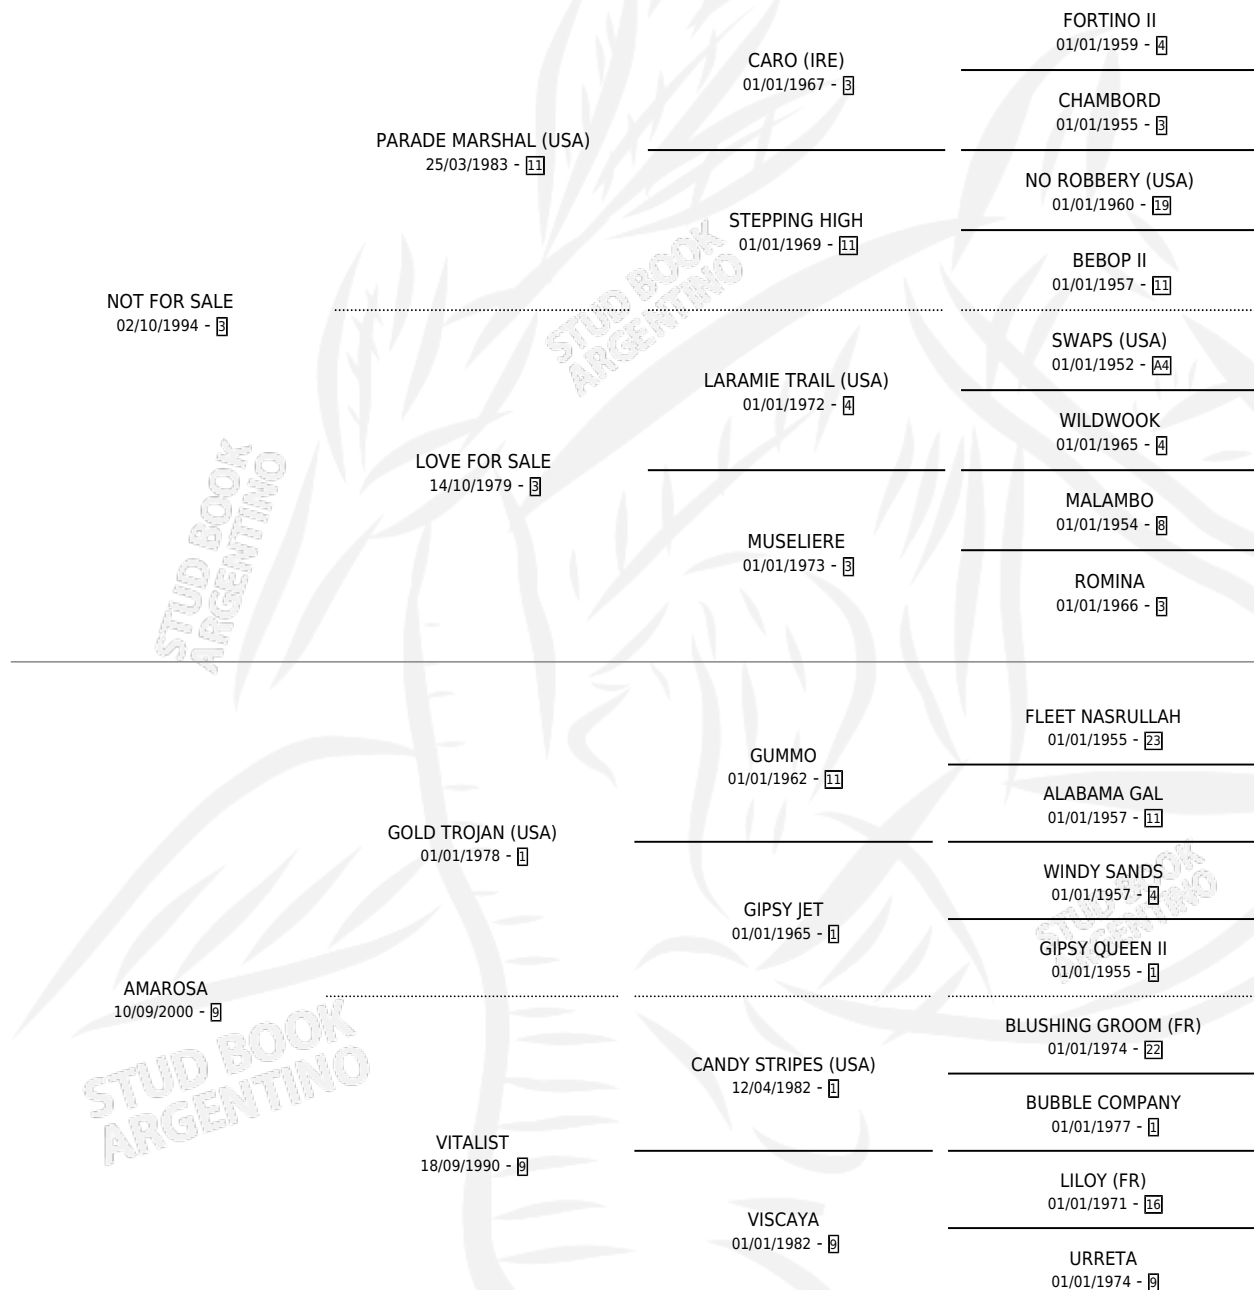 FORTINO II
01/01/1959 - 4
CARO (IRE)
01/01/1967 - 3
CHAMBORD
01/01/1955 - 3
PARADE MARSHAL (USA)
25/03/1983 - 11
NO ROBBERY (USA)
01/01/1960 - 19
STEPPING HIGH
01/01/1969 - 11
BEBOP II
01/01/1957 - 11
NOT FOR SALE
02/10/1994 - 3
STUD BOOK
ARGENTINO
SWAPS (USA)
01/01/1952 - A4
LARAMIE TRAIL (USA)
01/01/1972 - 4
WILDWOOK
01/01/1965 - 4
LOVE FOR SALE
14/10/1979 - 3
MALAMBO
01/01/1954 - 8
MUSELIERE
01/01/1973 - 3
ROMINA
01/01/1966 - 3
STUD BOOK
ARGENTINO
FLEET NASRULLAH
01/01/1955 - 23
GUMMO
01/01/1962 - 11
ALABAMA GAL
01/01/1957 - 11
GOLD TROJAN (USA)
01/01/1978 - 1
WINDY SANDS
01/01/1957 - 4
GIPSY JET
01/01/1965 - 1
STUD BOOK
ARGENTINO
GIPSY QUEEN II
01/01/1955 - 1
AMAROSA
10/09/2000 - 9
BLUSHING GROOM (FR)
01/01/1974 - 22
STUD BOOK
ARGENTINO
CANDY STRIPES (USA)
12/04/1982 - 1
BUBBLE COMPANY
01/01/1977 - 1
VITALIST
18/09/1990 - 9
LILOY (FR)
01/01/1971 - 16
VISCAYA
01/01/1982 - 9
URRETA
01/01/1974 - 9